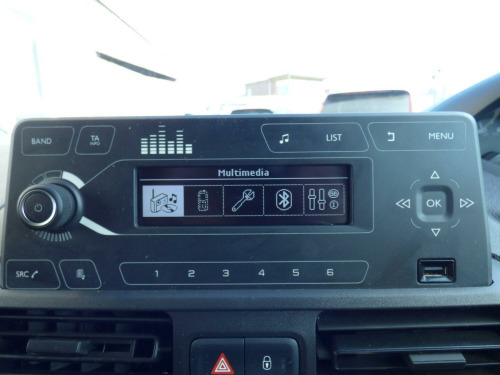 BAND
TA
INFO
LIST
MENU
Multimedia
OK
SRC
1 2 3 4 5 6